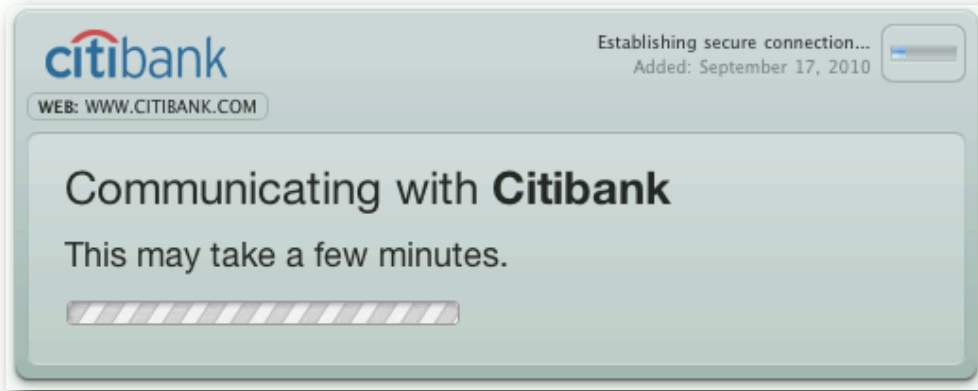 citibank
Establishing secure connection...
Added: September 17, 2010
WEB: WWW.CITIBANK.COM
Communicating with Citibank
This may take a few minutes.